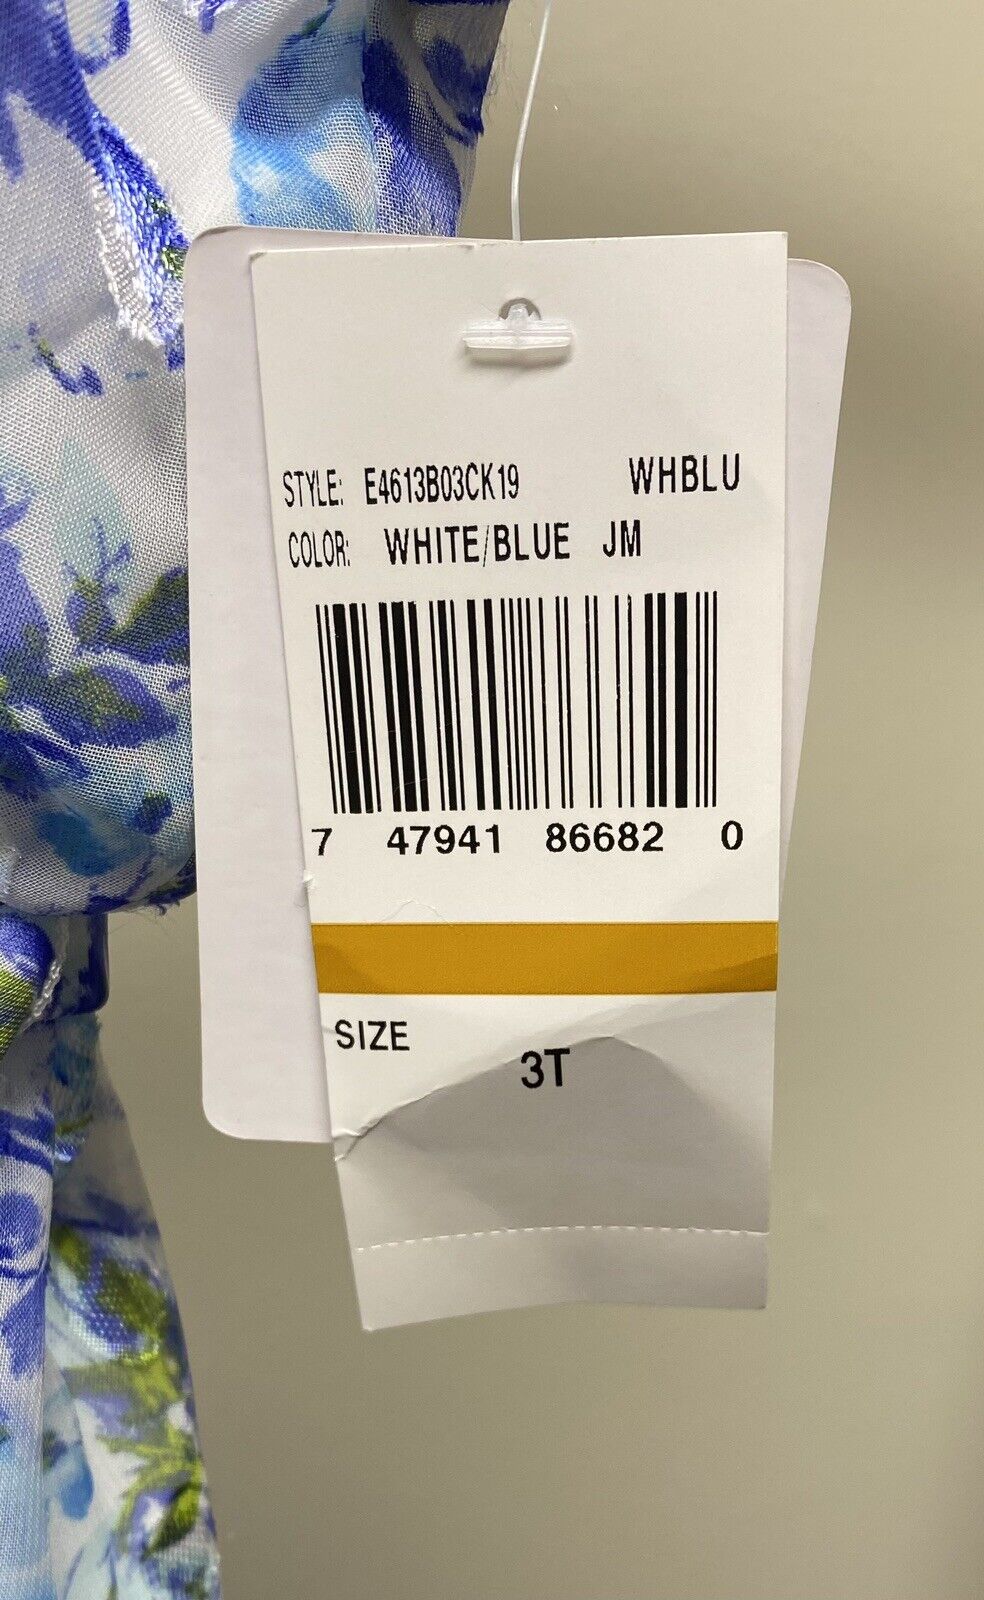 STYLE: E4613B03CK19 WHBLU
COLOR: WHITE/BLUE JM
7 47941 86682 0
SIZE
3T